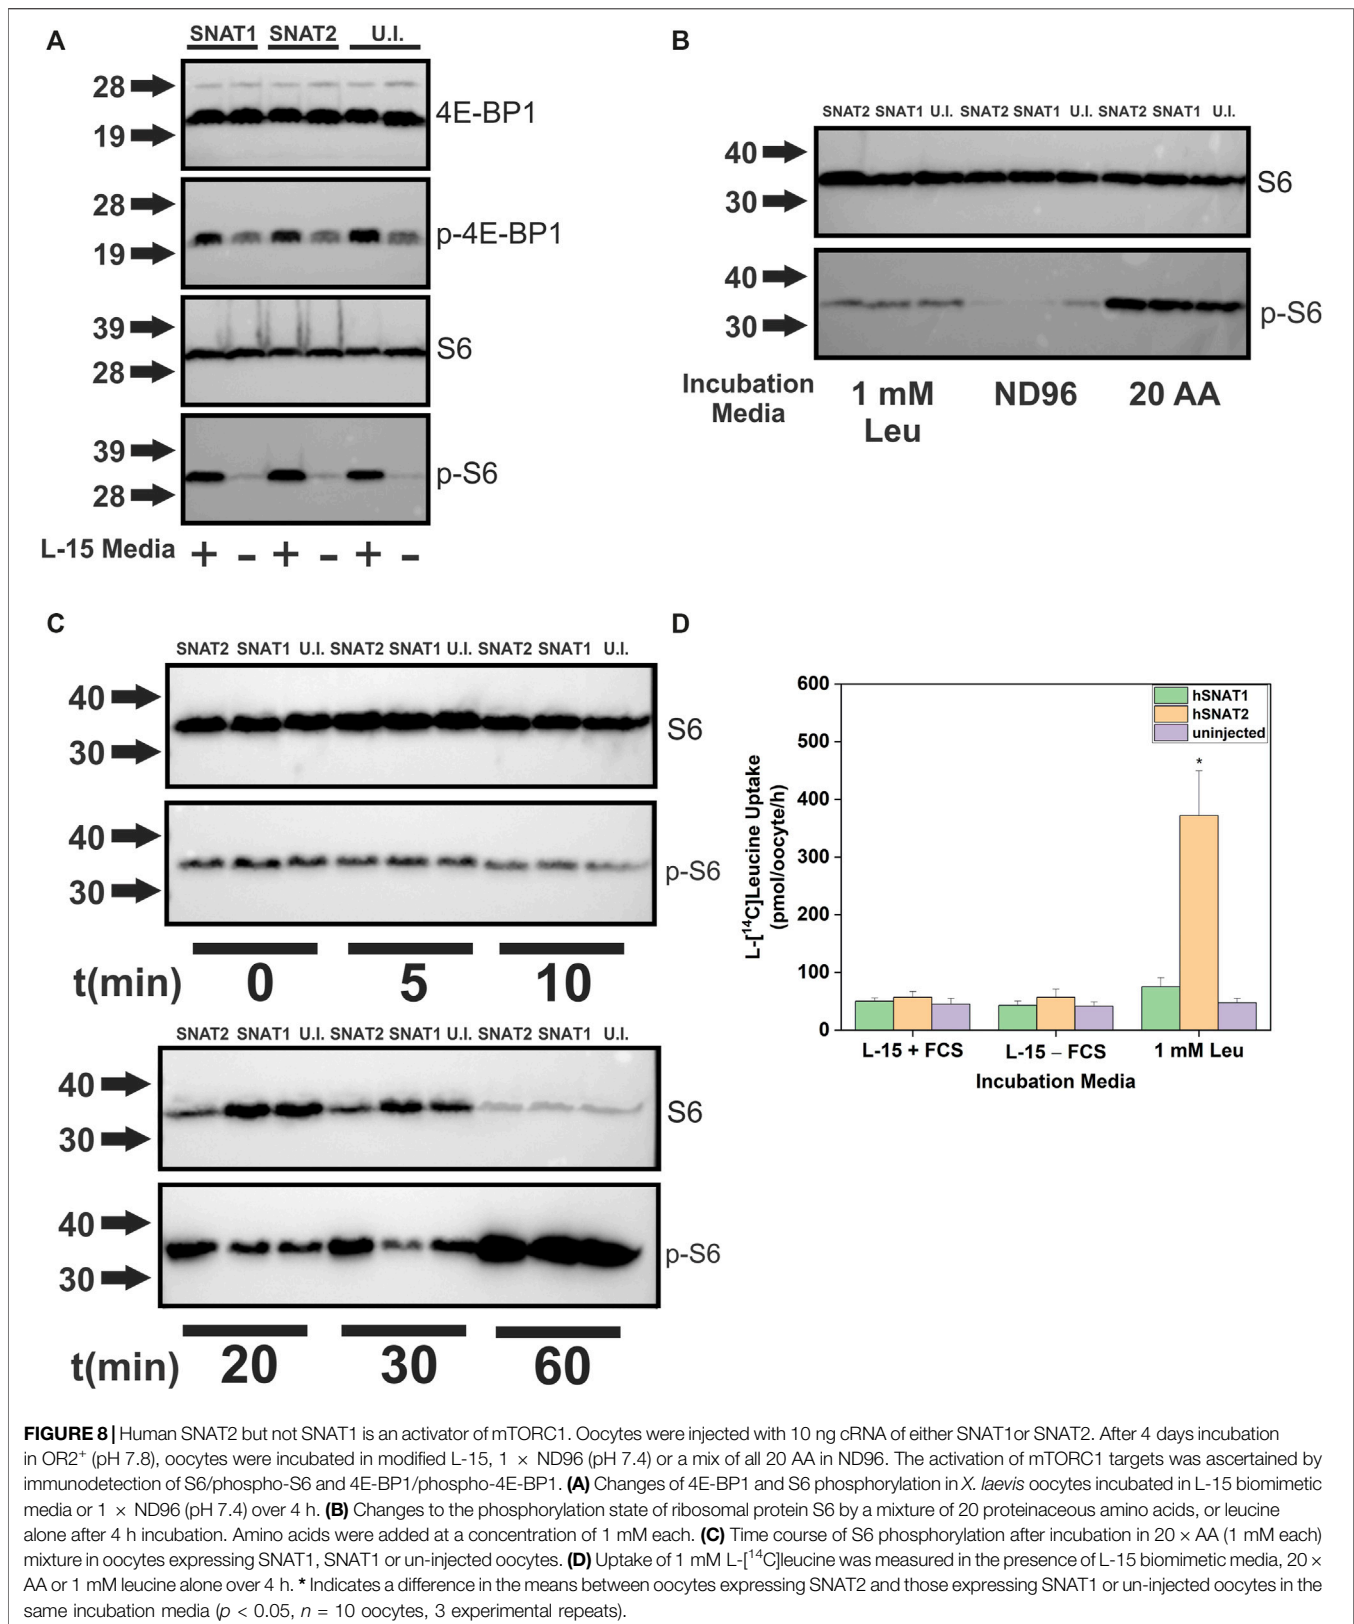 A
SNAT1 SNAT2 U.I.
28
4E-BP1
19
28
p-4E-BP1
19
39
S6
28
39
p-S6
28
L-15 Media + - + - + -
B
SNAT2 SNAT1 U.I. SNAT2 SNAT1 U.I. SNAT2 SNAT1 U.I.
40
S6
30
40
p-S6
30
Incubation
Media
1 mM
Leu
ND96
20 AA
C
SNAT2 SNAT1 U.I. SNAT2 SNAT1 U.I. SNAT2 SNAT1 U.I.
40
S6
30
40
p-S6
30
t(min) 0 5 10
SNAT2 SNAT1 U.I. SNAT2 SNAT1 U.I. SNAT2 SNAT1 U.I.
40
S6
30
40
p-S6
30
t(min) 20 30 60
D
600
500
400
300
200
100
0
L-[14C]Leucine Uptake
(pmol/oocyte/h)
hSNAT1
hSNAT2
uninjected
*
L-15 + FCS L-15 – FCS 1 mM Leu
Incubation Media
FIGURE 8 | Human SNAT2 but not SNAT1 is an activator of mTORC1. Oocytes were injected with 10 ng cRNA of either SNAT1or SNAT2. After 4 days incubation
in OR2+ (pH 7.8), oocytes were incubated in modified L-15, 1 × ND96 (pH 7.4) or a mix of all 20 AA in ND96. The activation of mTORC1 targets was ascertained by
immunodetection of S6/phospho-S6 and 4E-BP1/phospho-4E-BP1. (A) Changes of 4E-BP1 and S6 phosphorylation in X. laevis oocytes incubated in L-15 biomimetic
media or 1 × ND96 (pH 7.4) over 4 h. (B) Changes to the phosphorylation state of ribosomal protein S6 by a mixture of 20 proteinaceous amino acids, or leucine
alone after 4 h incubation. Amino acids were added at a concentration of 1 mM each. (C) Time course of S6 phosphorylation after incubation in 20 × AA (1 mM each)
mixture in oocytes expressing SNAT1, SNAT1 or un-injected oocytes. (D) Uptake of 1 mM L-[14C]leucine was measured in the presence of L-15 biomimetic media, 20 ×
AA or 1 mM leucine alone over 4 h. * Indicates a difference in the means between oocytes expressing SNAT2 and those expressing SNAT1 or un-injected oocytes in the
same incubation media (p < 0.05, n = 10 oocytes, 3 experimental repeats).